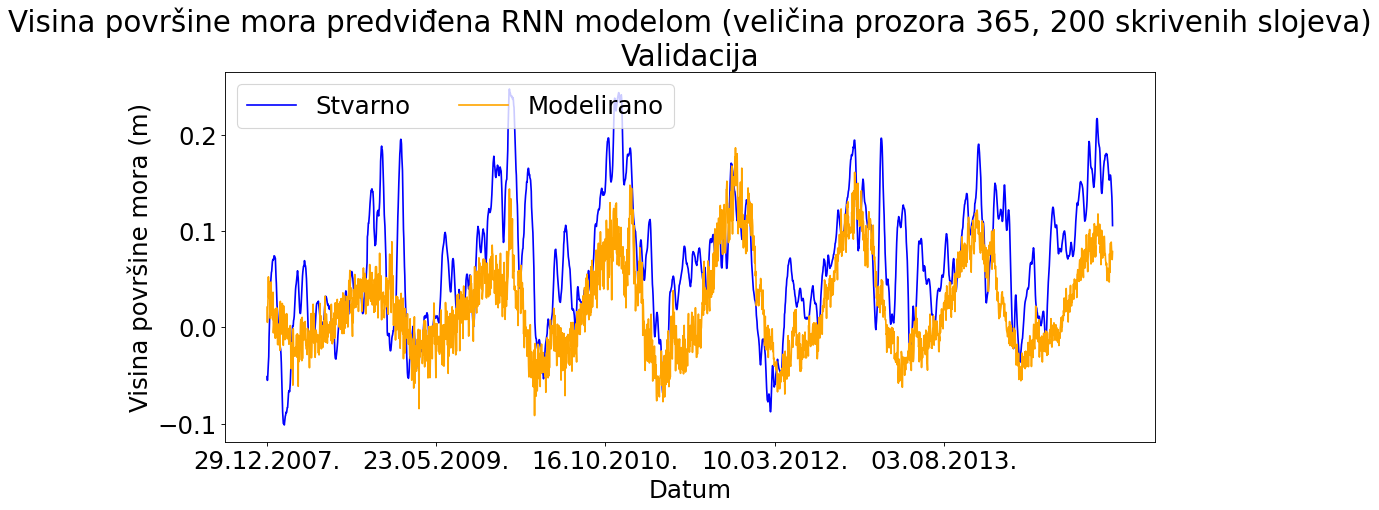 Visina površine mora predviđena RNN modelom (veličina prozora 365, 200 skrivenih slojeva)
Validacija
Stvarno
Modelirano
Visina površine mora (m)
0.2
0.1
0.0
−0.1
29.12.2007.
23.05.2009.
16.10.2010.
10.03.2012.
03.08.2013.
Datum